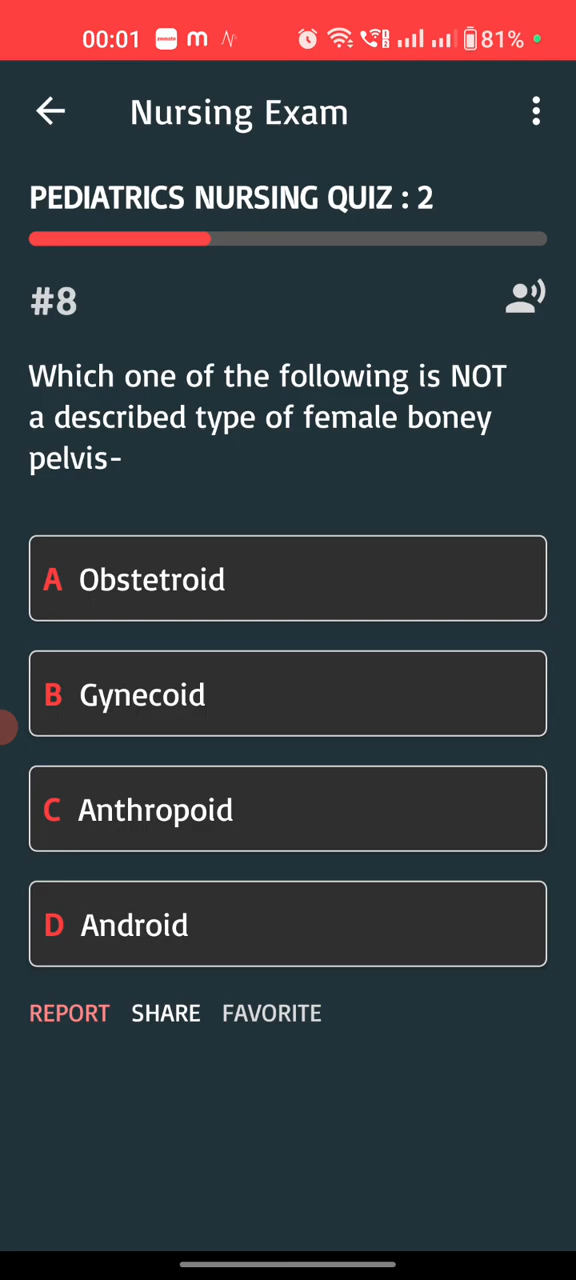 00:01 m 81%
Nursing Exam
PEDIATRICS NURSING QUIZ : 2
#8
Which one of the following is NOT
a described type of female boney
pelvis-
A Obstetroid
B Gynecoid
C Anthropoid
D Android
REPORT SHARE FAVORITE